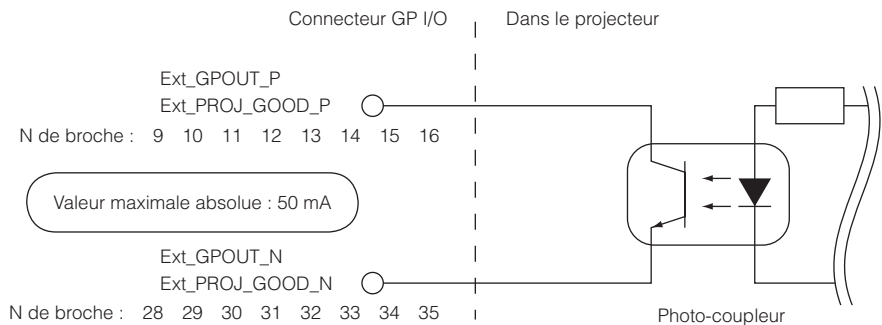 Connecteur GP I/O
Dans le projecteur
Ext_GPOUT_P
Ext_PROJ_GOOD_P
N de broche : 9 10 11 12 13 14 15 16
Valeur maximale absolue : 50 mA
Ext_GPOUT_N
Ext_PROJ_GOOD_N
N de broche : 28 29 30 31 32 33 34 35
Photo-coupleur